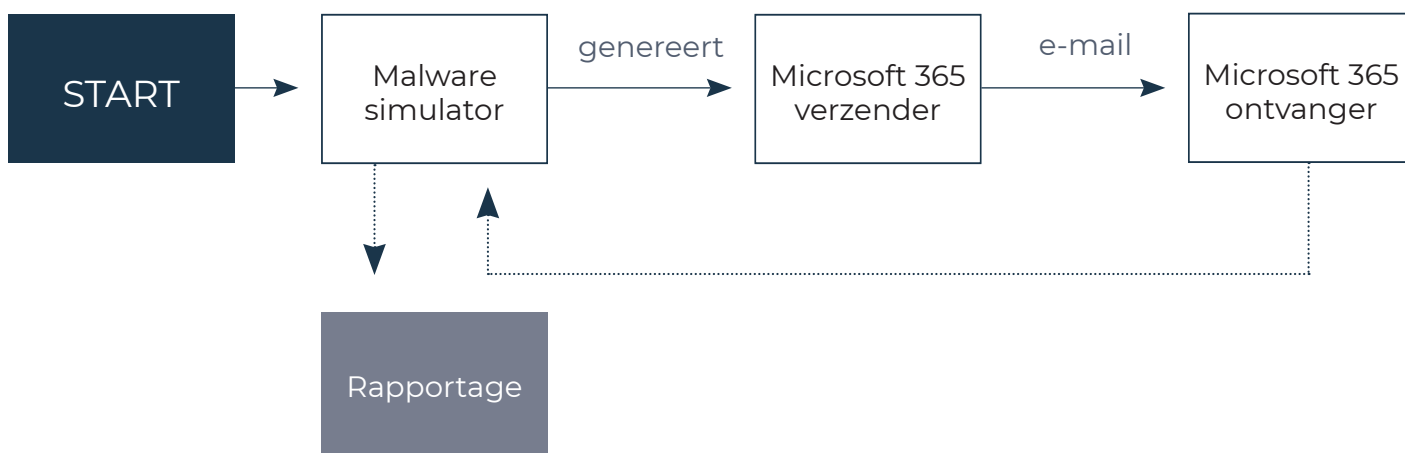 START
Malware
simulator
genereert
Microsoft 365
verzender
e-mail
Microsoft 365
ontvanger
Rapportage